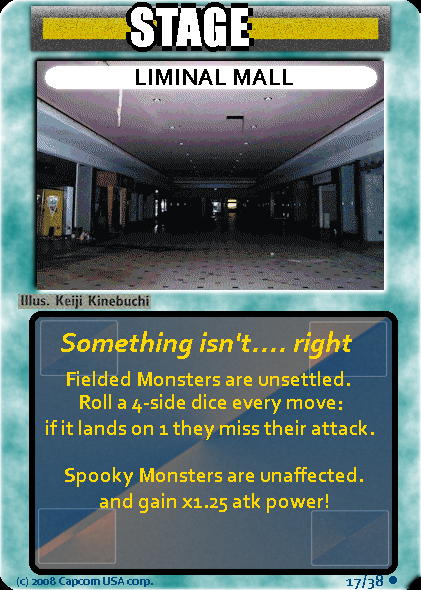 STAGE
LIMINAL MALL
Illus. Keiji Kinebuchi
Something isn't.... right
Fielded Monsters are unsettled.
Roll a 4-side dice every move:
if it lands on 1 they miss their attack.
Spooky Monsters are unaffected.
and gain x1.25 atk power!
(c) 2008 Capcom USA corp.
17/38 ●